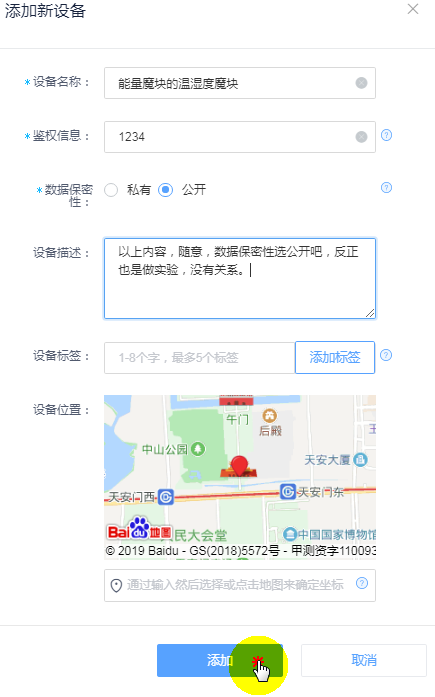 添加新设备
*设备名称：
能量魔块的温湿度魔块
*鉴权信息：
1234
*数据保密
性：
私有
公开
设备描述：
以上内容，随意，数据保密性选公开吧，反正
也是做实验，没有关系。
设备标签：
1-8个字，最多5个标签
添加标签
设备位置：
午门
后殿
中山公园
天安大厦
天安门西
天安门东
Bai du 地图
民大会堂
中国国家博物馆
© 2019 Baidu - GS(2018)5572号 - 甲测资字110093
通过输入然后选择或点击地图来确定坐标
添加
取消